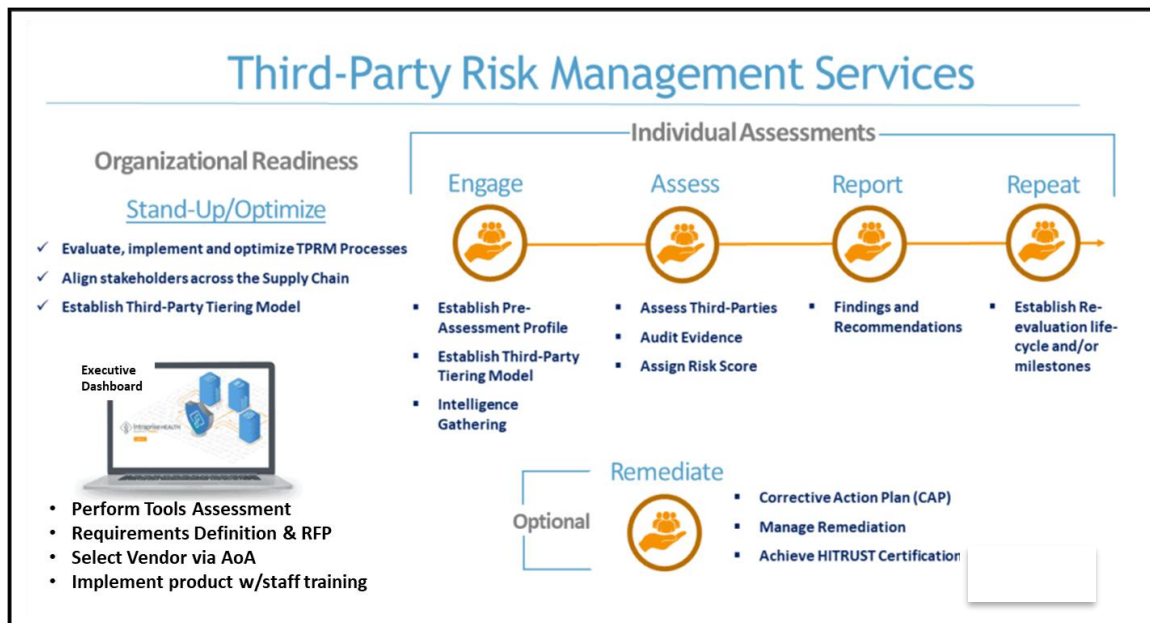 Third-Party Risk Management Services
Organizational Readiness
Stand-Up/Optimize
✓ Evaluate, implement and optimize TPRM Processes
✓ Align stakeholders across the Supply Chain
✓ Establish Third-Party Tiering Model
Executive
Dashboard
• Perform Tools Assessment
• Requirements Definition & RFP
• Select Vendor via AoA
• Implement product w/staff training
Individual Assessments
Engage
▪ Establish Pre-
Assessment Profile
▪ Establish Third-Party
Tiering Model
▪ Intelligence
Gathering
Assess
▪ Assess Third-Parties
▪ Audit Evidence
▪ Assign Risk Score
Report
▪ Findings and
Recommendations
Repeat
▪ Establish Re-
evaluation life-
cycle and/or
milestones
Optional
Remediate
▪ Corrective Action Plan (CAP)
▪ Manage Remediation
▪ Achieve HITRUST Certification